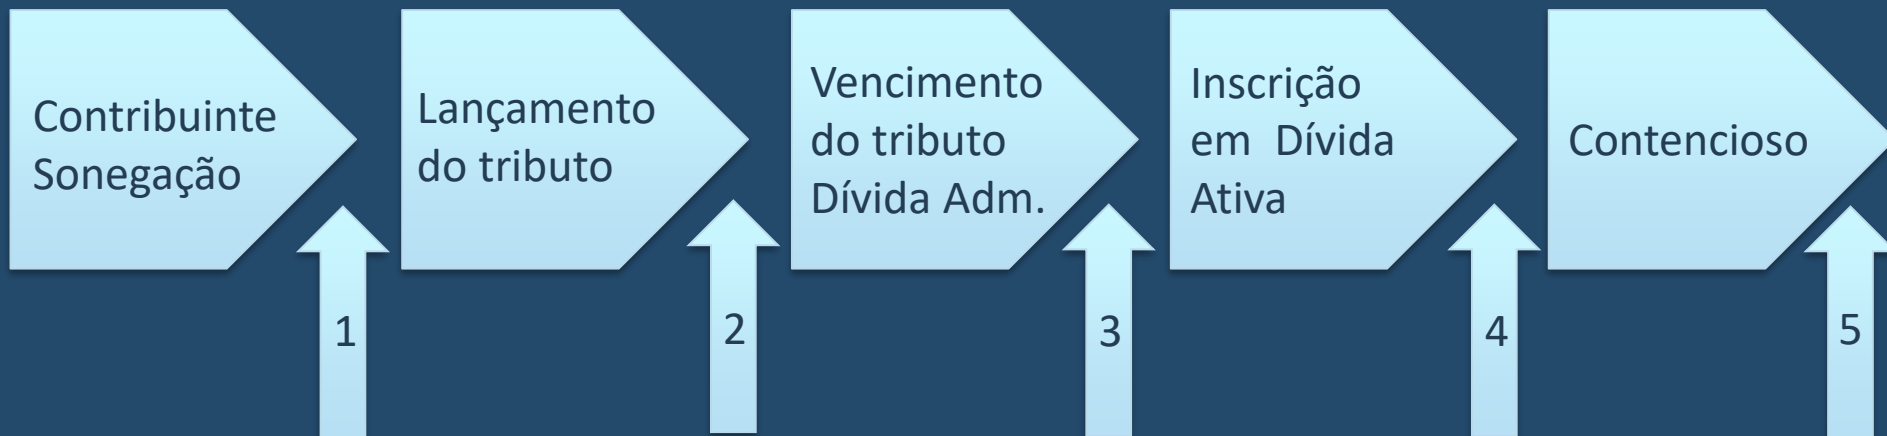 Contribuinte
Sonegação
Lançamento
do tributo
Vencimento
do tributo
Dívida Adm.
Inscrição
em  Dívida
Ativa
Contencioso
1
2
3
4
5